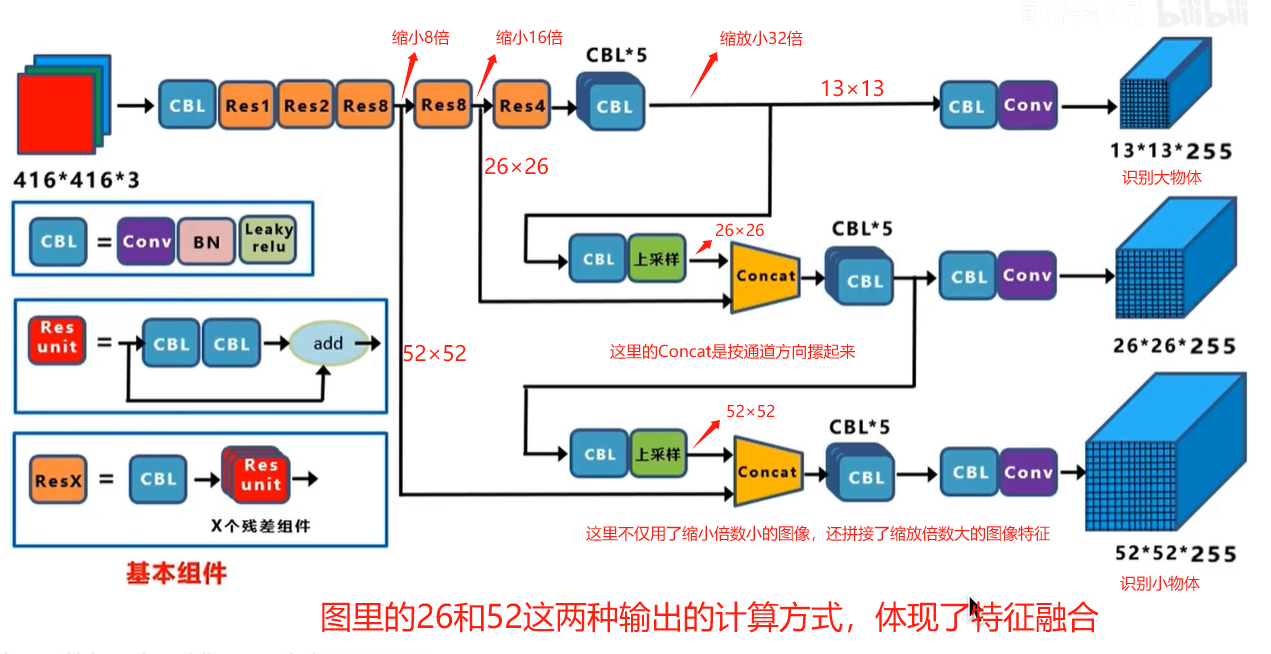 bilibili
缩小8倍
缩小16倍
CBL*5
缩放小32倍
CBL
Res1
Res2
Res8
Res8
Res4
CBL
13×13
CBL
Conv
416*416*3
26×26
13*13*255
识别大物体
CBL
=
Conv
BN
Leaky
relu
CBL
上采样
26×26
Concat
CBL*5
CBL
CBL
Conv
Res
unit
=
CBL
CBL
add
52×52
这里的Concat是按通道方向摞起来
26*26*255
52×52
CBL
上采样
Concat
CBL*5
CBL
CBL
Conv
ResX
=
CBL
Res
unit
X个残差组件
这里不仅用了缩小倍数小的图像，还拼接了缩放倍数大的图像特征
52*52*255
基本组件
识别小物体
图里的26和52这两种输出的计算方式，体现了特征融合